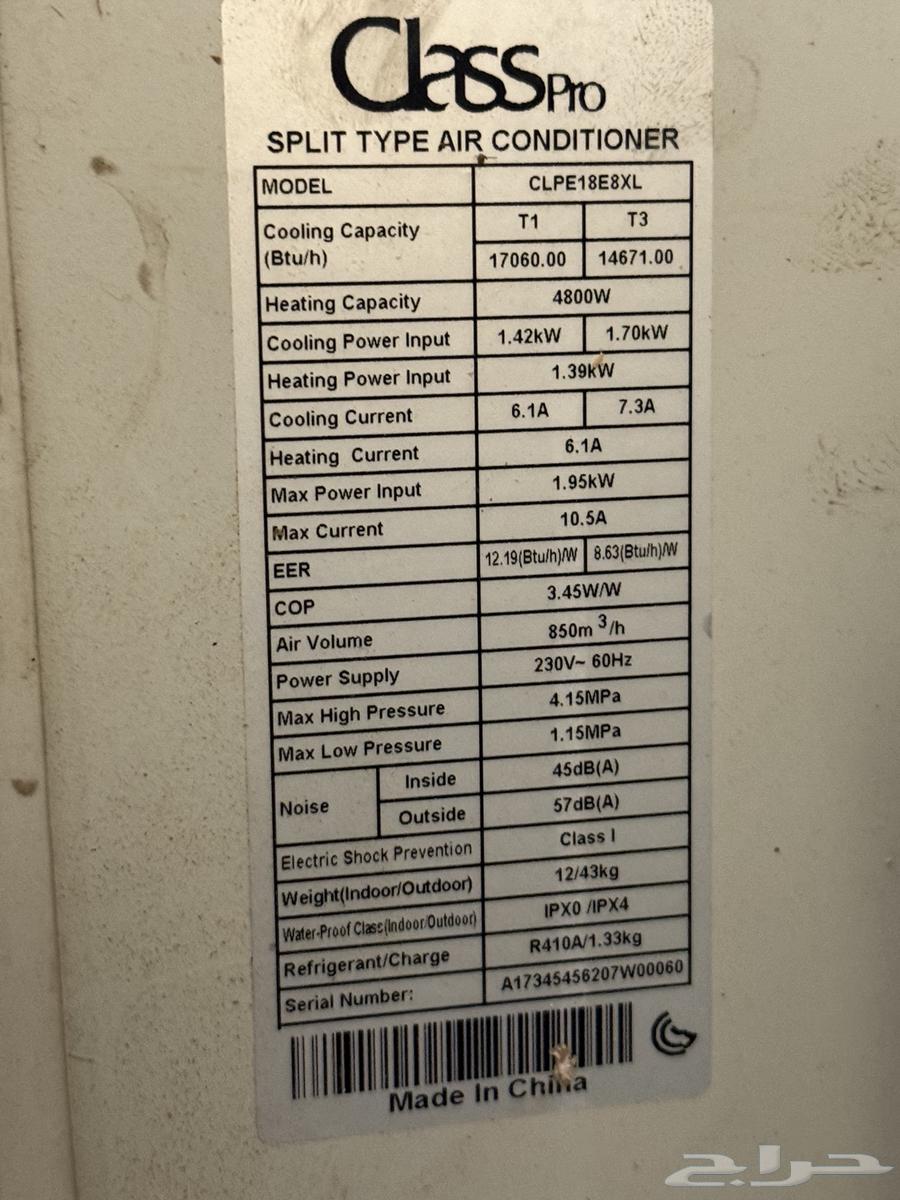 Class Pro
SPLIT TYPE AIR CONDITIONER
MODEL CLPE18E8XL
Cooling Capacity (Btu/h) T1 T3
17060.00 14671.00
Heating Capacity 4800W
Cooling Power Input 1.42kW 1.70kW
Heating Power Input 1.39kW
Cooling Current 6.1A 7.3A
Heating Current 6.1A
Max Power Input 1.95kW
Max Current 10.5A
EER 12.19(Btu/h)/W 8.63(Btu/h)/W
COP 3.45W/W
Air Volume 850m³/h
Power Supply 230V~ 60Hz
Max High Pressure 4.15MPa
Max Low Pressure 1.15MPa
Noise Inside 45dB(A)
Outside 57dB(A)
Electric Shock Prevention Class I
Weight(Indoor/Outdoor) 12/43kg
Water-Proof Class(Indoor/Outdoor) IPX0 /IPX4
Refrigerant/Charge R410A/1.33kg
Serial Number: A17345456207W00060
Made In China
حراج